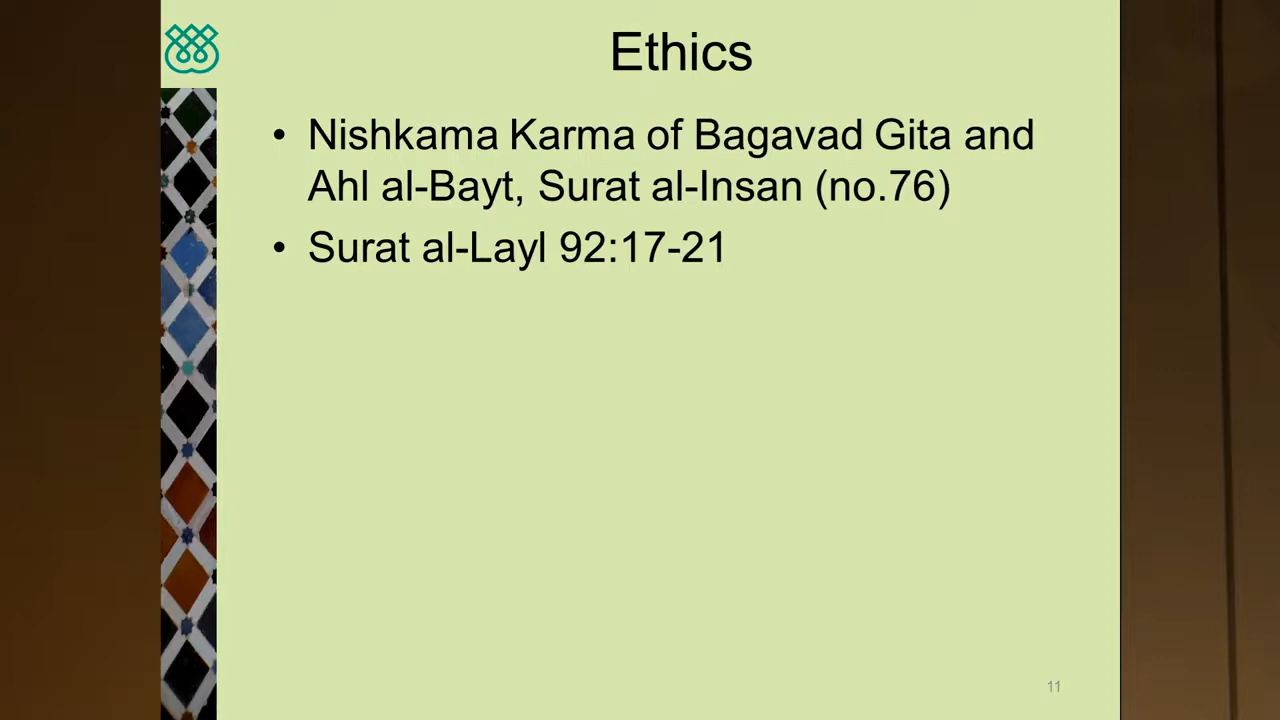 Ethics
• Nishkama Karma of Bagavad Gita and
Ahl al-Bayt, Surat al-Insan (no.76)
• Surat al-Layl 92:17-21
11